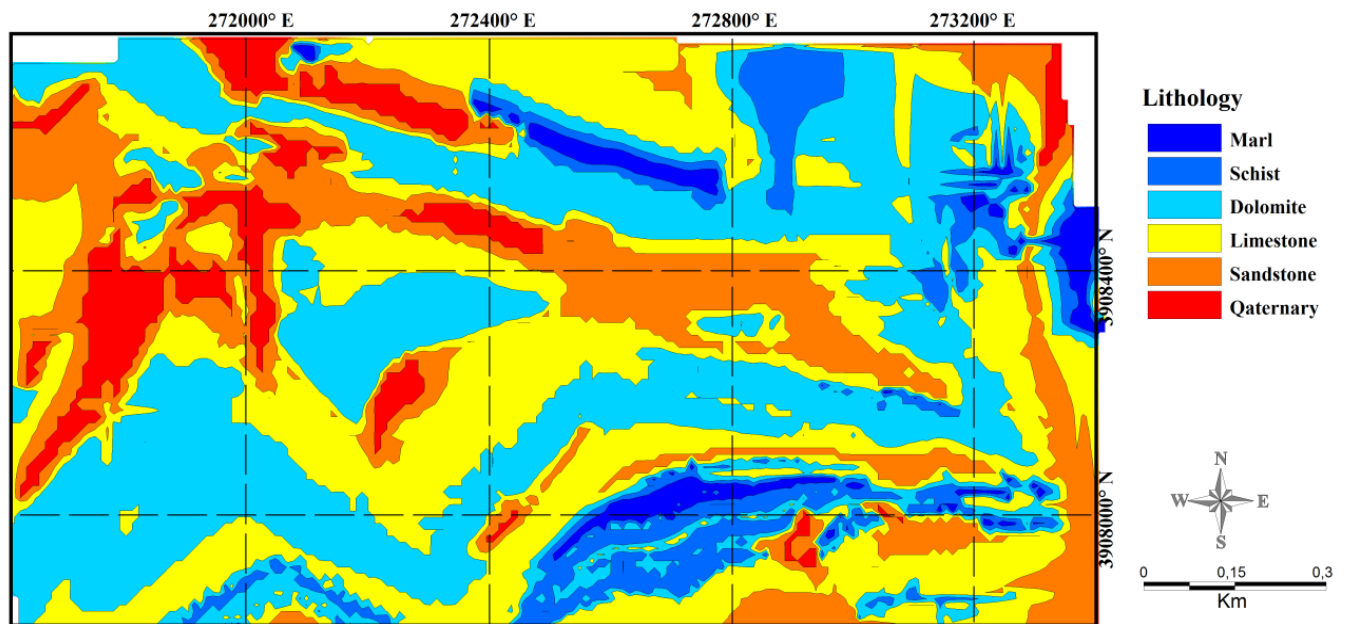 272000° E 272400° E 272800° E 273200° E
Lithology
Marl
Schist
Dolomite
Limestone
Sandstone
Qaternary
3908400° N
3908000° N
N
W E
S
0 0,15 0,3
Km